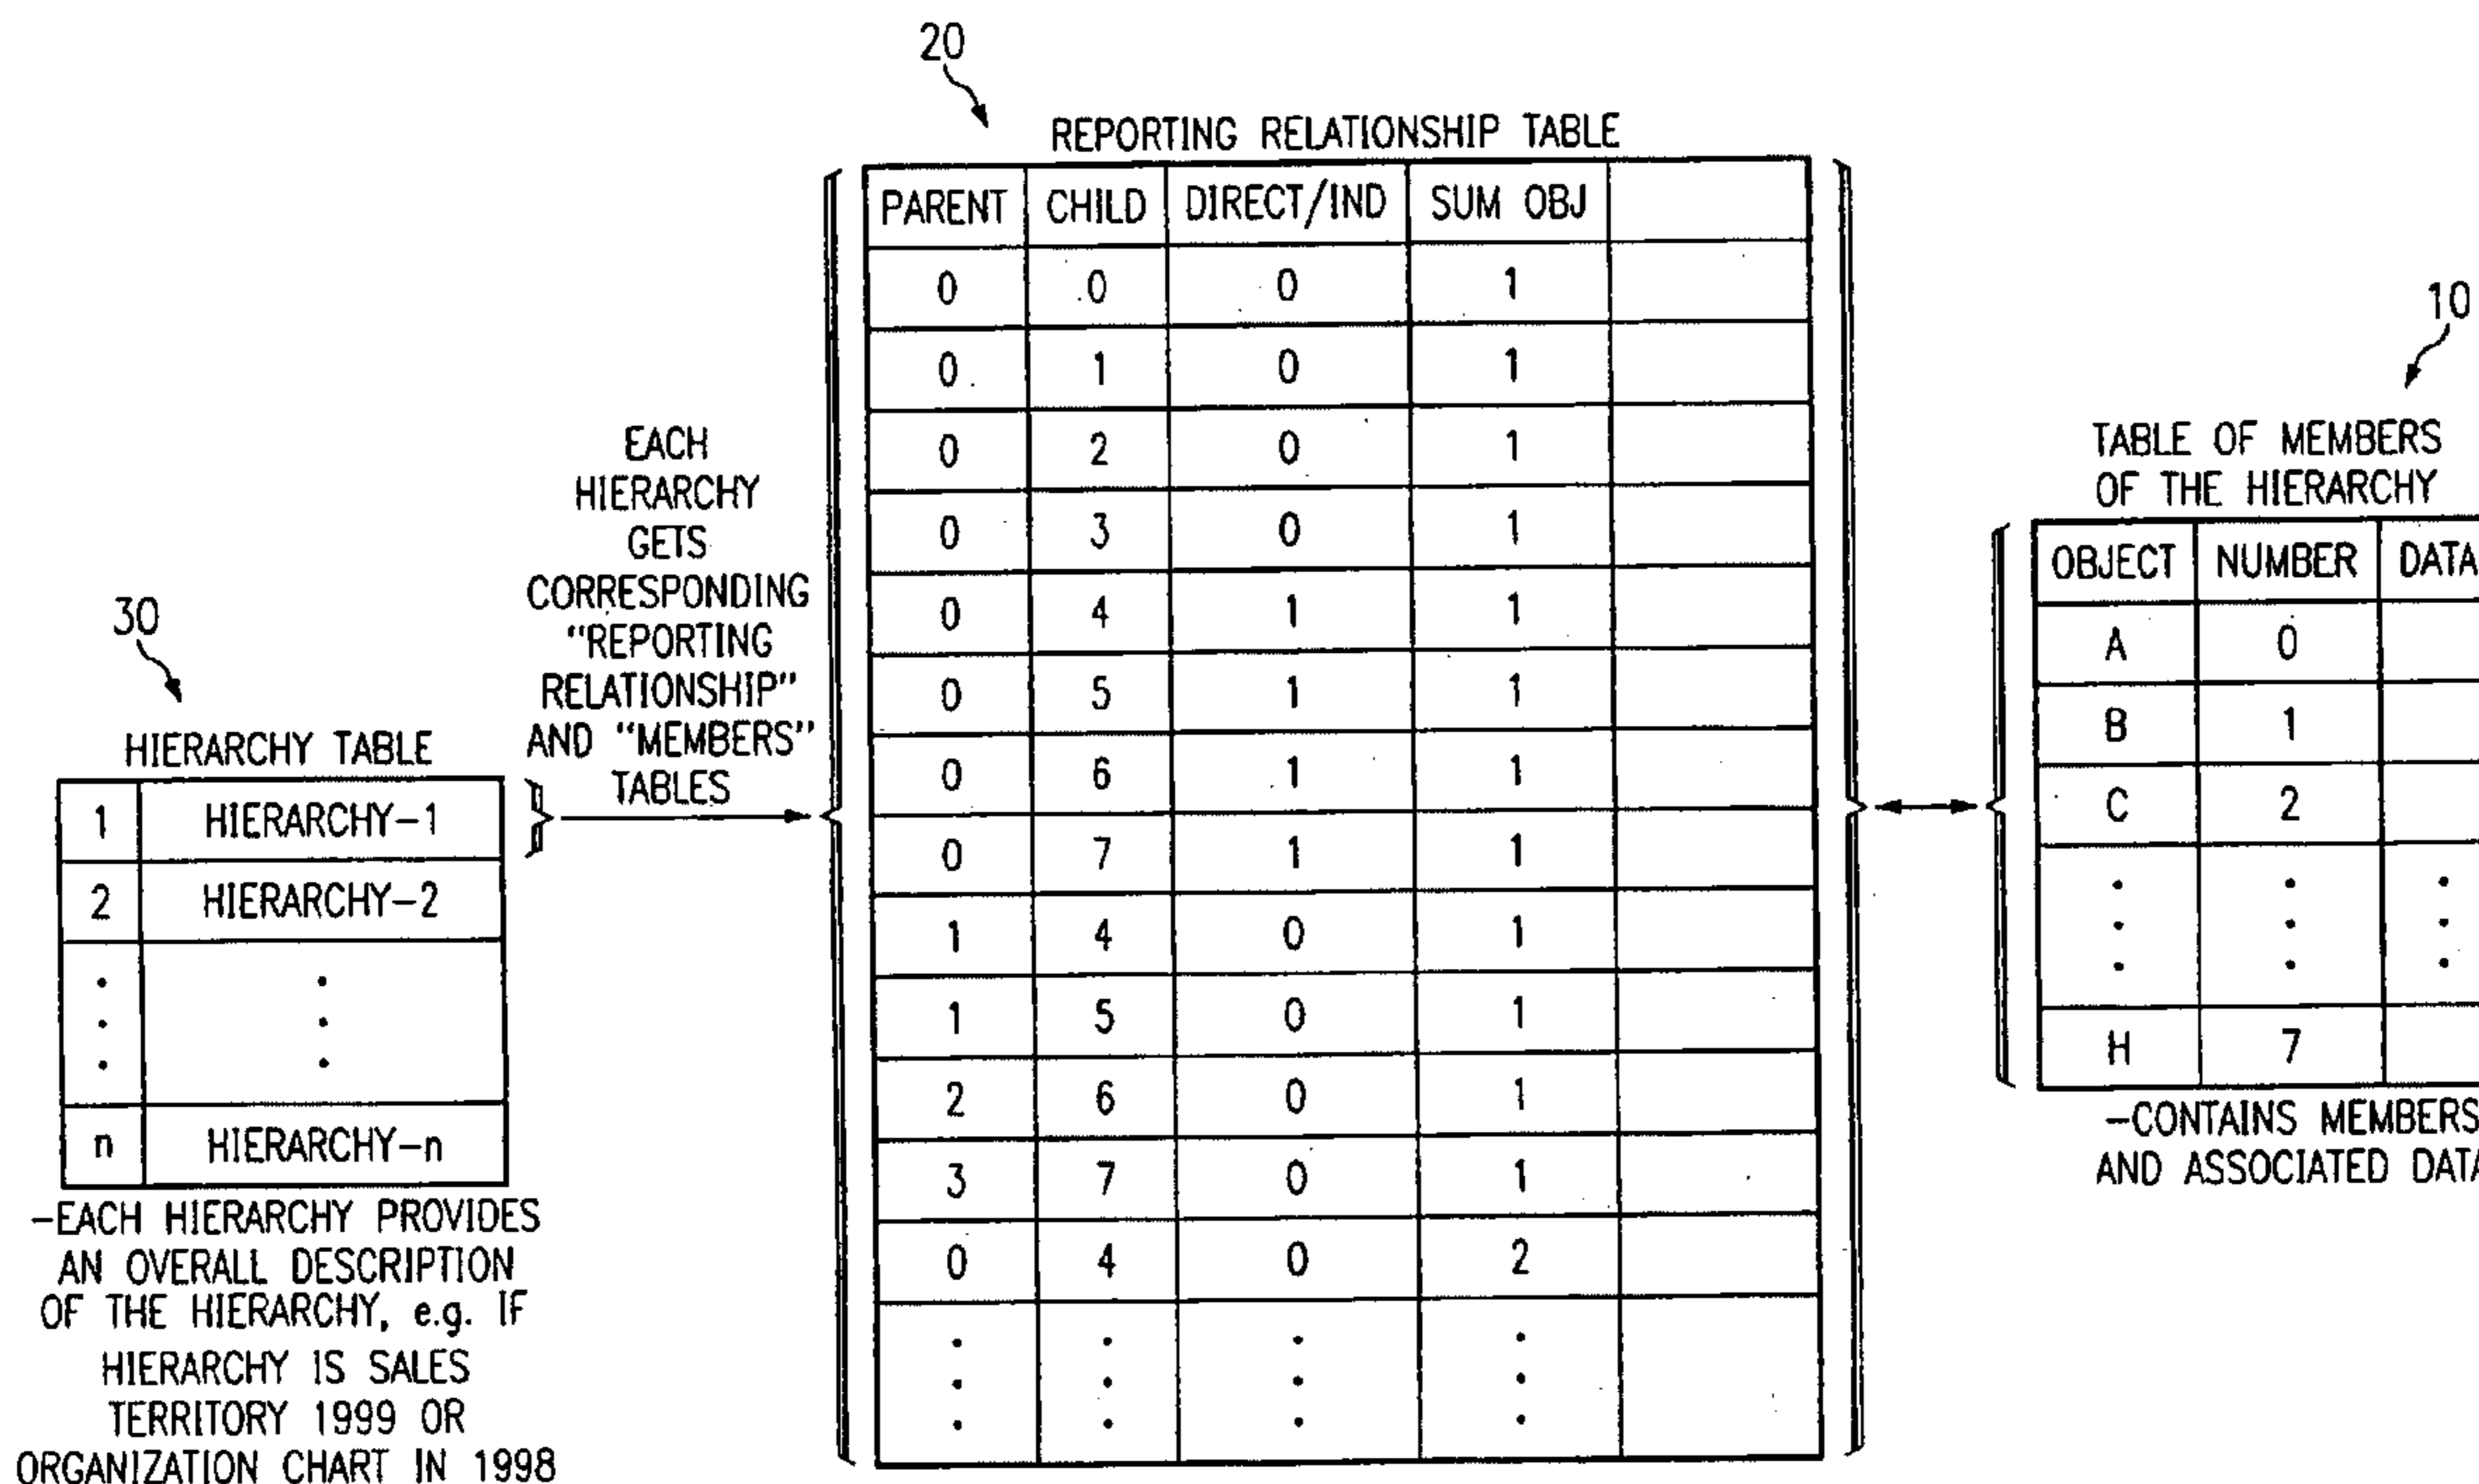 20
REPORTING RELATIONSHIP TABLE
PARENT CHILD DIRECT/IND SUM OBJ
0 0 0 1
0 1 0 1
0 2 0 1
0 3 0 1
0 4 1 1
0 5 1 1
0 6 1 1
0 7 1 1
1 4 0 1
1 5 0 1
2 6 0 1
3 7 0 1
0 4 0 2
EACH
HIERARCHY
GETS
CORRESPONDING
"REPORTING
RELATIONSHIP"
AND "MEMBERS"
TABLES
30
HIERARCHY TABLE
1 HIERARCHY-1
2 HIERARCHY-2
n HIERARCHY-n
-EACH HIERARCHY PROVIDES
AN OVERALL DESCRIPTION
OF THE HIERARCHY, e.g. IF
HIERARCHY IS SALES
TERRITORY 1999 OR
ORGANIZATION CHART IN 1998
10
TABLE OF MEMBERS
OF THE HIERARCHY
OBJECT NUMBER DATA
A 0
B 1
C 2
H 7
-CONTAINS MEMBERS
AND ASSOCIATED DATA